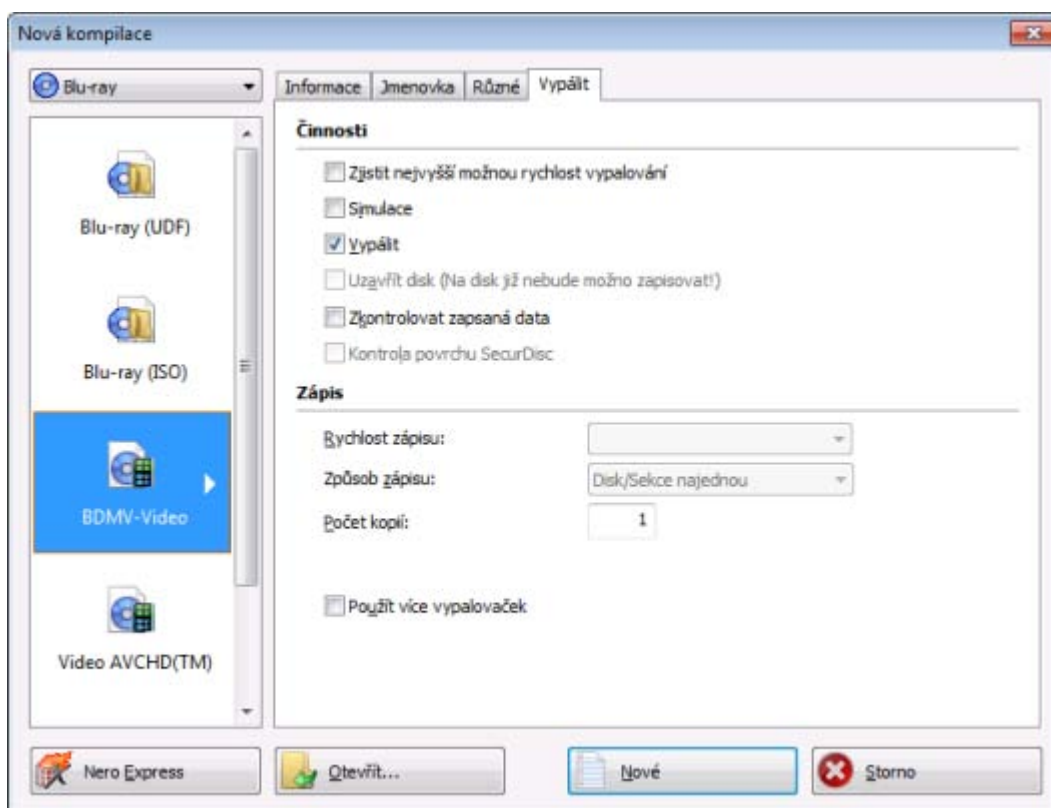 Nová kompilace
Blu-ray
Blu-ray (UDF)
Blu-ray (ISO)
BDMV-Video
Video AVCHD(TM)
Informace
Jmenovka
Různé
Vypálit
Činnosti
Zjistit nejvyšší možnou rychlost vypalování
Simulace
Vypálit
Uzavřít disk (Na disk již nebude možno zapisovat!)
Zkontrolovat zapsaná data
Kontrola povrchu SecurDisc
Zápis
Rychlost zápisu:
Způsob zápisu:
Disk/Sekce najednou
Počet kopií:
1
Použít více vypalovaček
Nero Express
Otevřít...
Nové
Storno